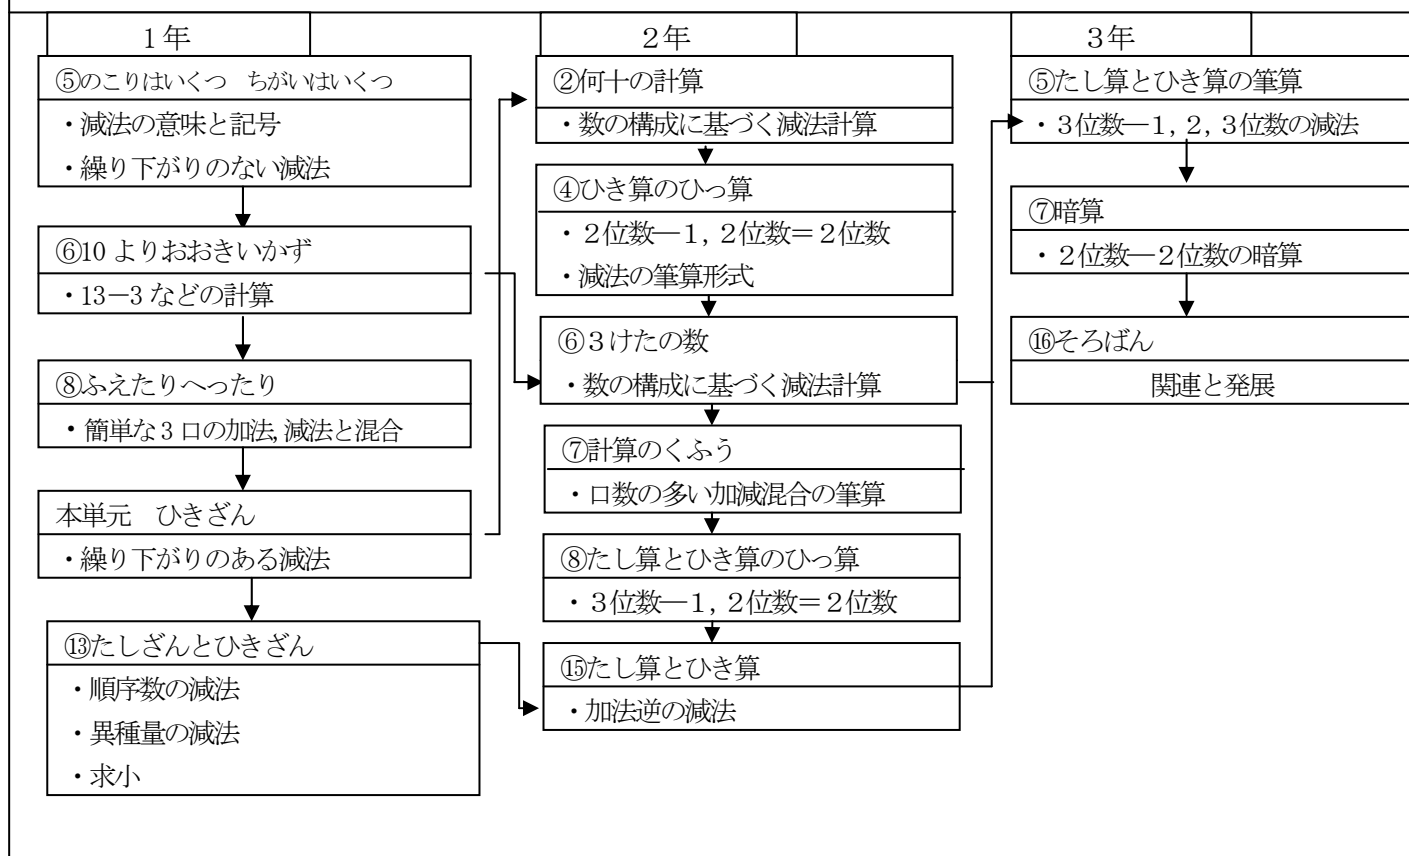 1年
⑤のこりはいくつ　ちがいはいくつ
・減法の意味と記号
・繰り下がりのない減法
⑥10 よりおおきいかず
・13－3 などの計算
⑧ふえたりへったり
・簡単な3口の加法,減法と混合
本単元　ひきざん
・繰り下がりのある減法
⑬たしざんとひきざん
・順序数の減法
・異種量の減法
・求小
２年
②何十の計算
・数の構成に基づく減法計算
④ひき算のひっ算
・２位数―１,２位数＝２位数
・減法の筆算形式
⑥３けたの数
・数の構成に基づく減法計算
⑦計算のくふう
・口数の多い加減混合の筆算
⑧たし算とひき算のひっ算
・３位数―１,２位数＝２位数
⑮たし算とひき算
・加法逆の減法
３年
⑤たし算とひき算の筆算
・３位数―１,２,３位数の減法
⑦暗算
・２位数―２位数の暗算
⑯そろばん
関連と発展